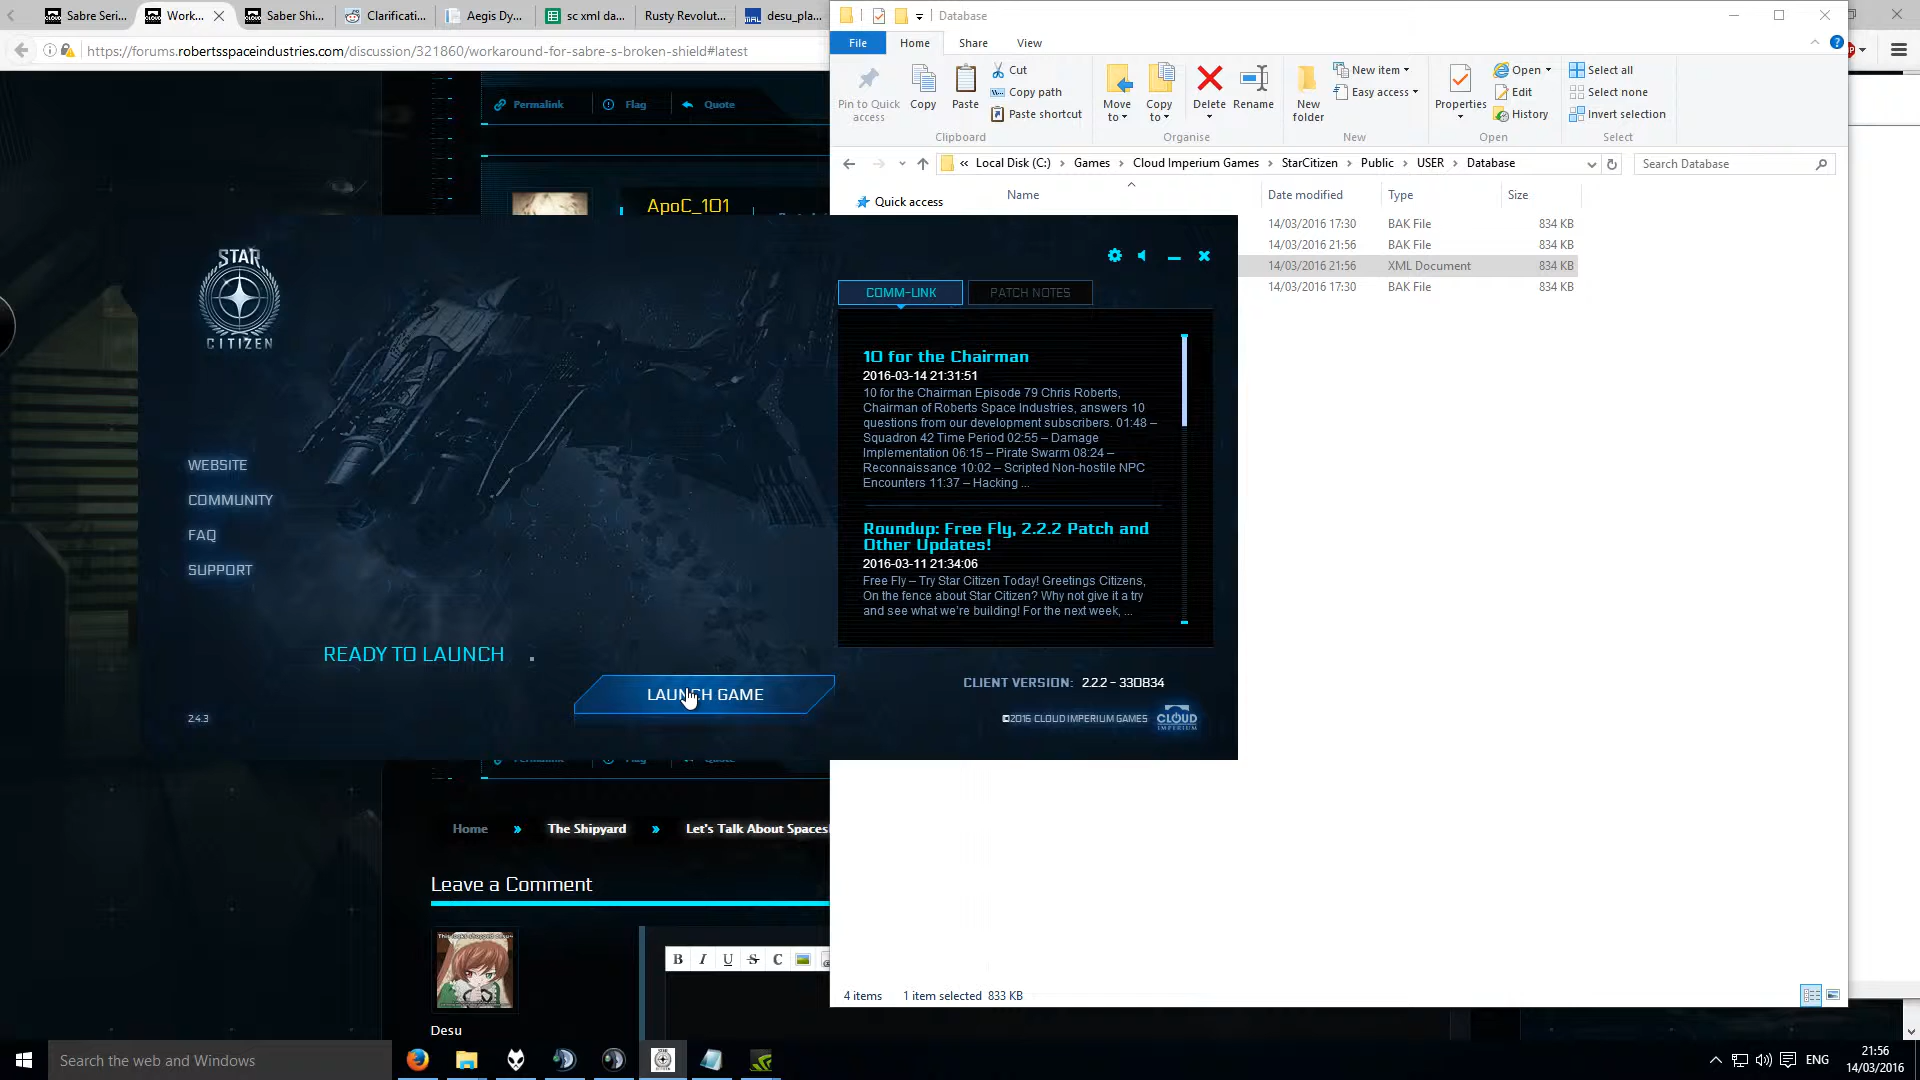 Sabre Seri...
Work...
Saber Shi...
Clarificati...
Aegis Dy...
sc xml da...
Rusty Revolut...
desu_pla...
https://forums.robertsspaceindustries.com/discussion/321860/workaround-for-sabre-s-broken-shield#latest
Permalink
Flag
Quote
ApoC_101
Database
File
Home
Share
View
Pin to Quick access
Copy
Paste
Cut
Copy path
Paste shortcut
Move to
Copy to
Delete
Rename
New folder
New item
Easy access
Properties
Open
Edit
History
Select all
Select none
Invert selection
Clipboard
Organise
New
Open
Select
« Local Disk (C:) › Games › Cloud Imperium Games › StarCitizen › Public › USER › Database
Search Database
Quick access
Name
Date modified
Type
Size
14/03/2016 17:30 BAK File 834 KB
14/03/2016 21:56 BAK File 834 KB
14/03/2016 21:56 XML Document 834 KB
14/03/2016 17:30 BAK File 834 KB
STAR
CITIZEN
WEBSITE
COMMUNITY
FAQ
SUPPORT
COMM-LINK
PATCH NOTES
10 for the Chairman
2016-03-14 21:31:51
10 for the Chairman Episode 79 Chris Roberts,
Chairman of Roberts Space Industries, answers 10
questions from our development subscribers. 01:48 –
Squadron 42 Time Period 02:55 – Damage
Implementation 06:15 – Pirate Swarm 08:24 –
Reconnaissance 10:02 – Scripted Non-hostile NPC
Encounters 11:37 – Hacking ...
Roundup: Free Fly, 2.2.2 Patch and
Other Updates!
2016-03-11 21:34:06
Free Fly – Try Star Citizen Today! Greetings Citizens,
On the fence about Star Citizen? Why not give it a try
and see what we're building! For the next week, ...
READY TO LAUNCH
LAUNCH GAME
CLIENT VERSION: 2.2.2 - 330834
2.4.3
©2016 CLOUD IMPERIUM GAMES
CLOUD
IMPERIUM
Home » The Shipyard » Let's Talk About Spaces
Leave a Comment
B I U S C
Desu
4 items
1 item selected 833 KB
Search the web and Windows
ENG
21:56
14/03/2016